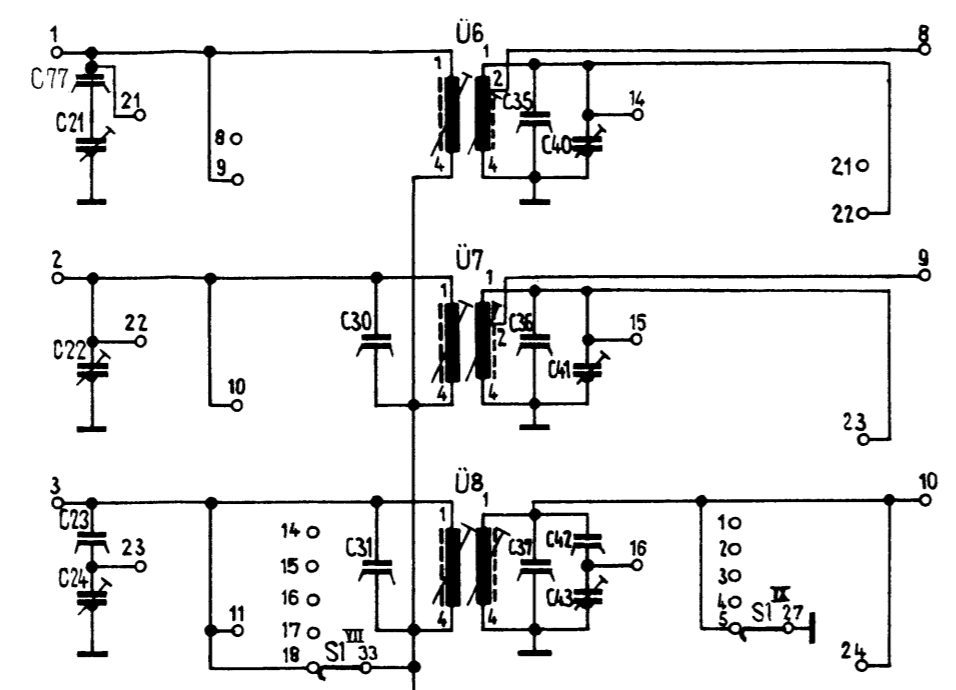 1 Ü6 8
1 1
C77 2
21 C35 14
C21 C40
8
9 4 4 21
22
2 Ü7 9
1 1
22 C30 C36 15
C22 2 C41
10 4 4 23
3 Ü8 10
C23 1 1 1
14 C31 C37 C42 2
23 15 16 3
C24 16 C43 4 IX
11 17 VII 4 4 5 S1 27
18 S1 33 24